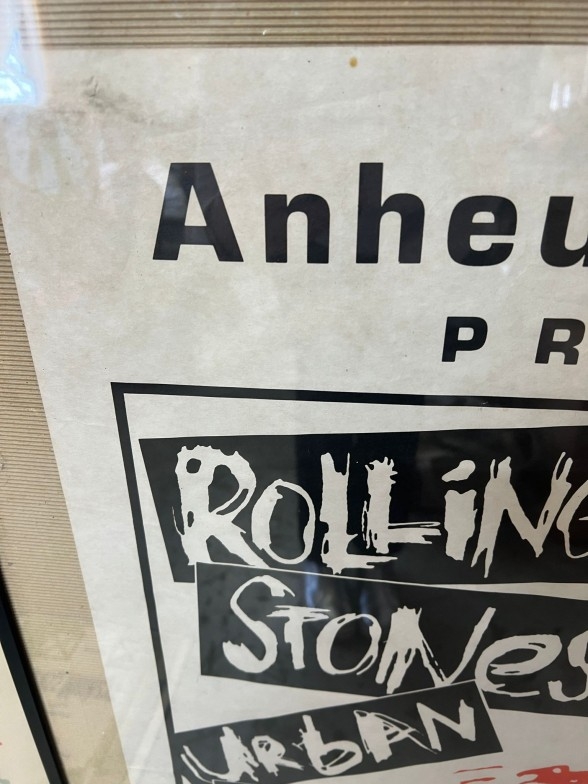 Anheu
PR
ROLLiNG
STONES
URbAN